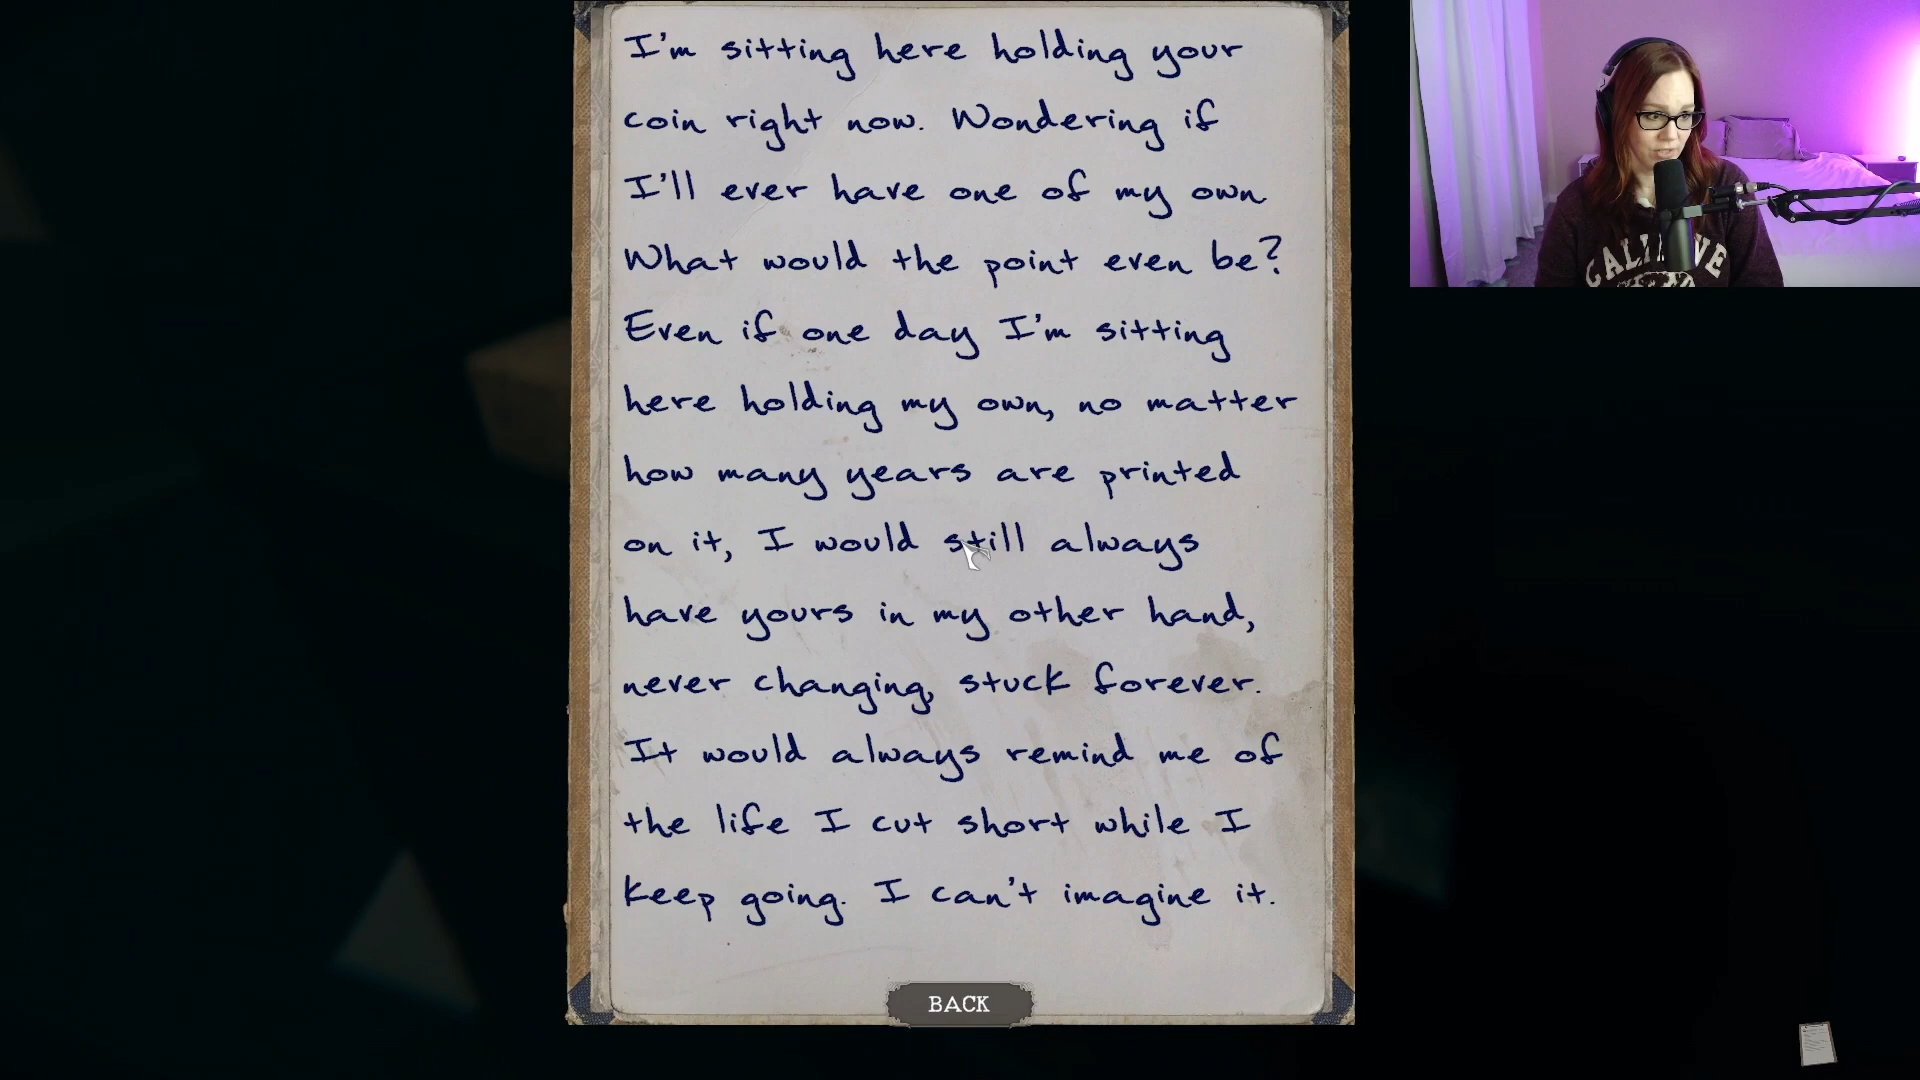 I'm sitting here holding your
coin right now. Wondering if
I'll ever have one of my own.
What would the point even be?
Even if one day I'm sitting
here holding my own, no matter
how many years are printed
on it, I would still always
have yours in my other hand,
never changing, stuck forever.
It would always remind me of
the life I cut short while I
keep going. I can't imagine it.
BACK